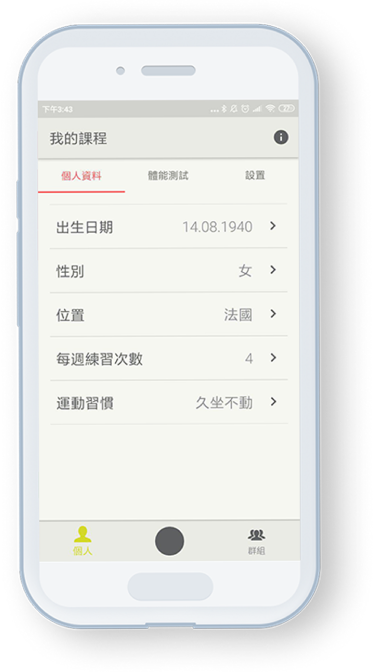 下午3:43
我的課程
個人資料 體能測試 設置
出生日期 14.08.1940
性別 女
位置 法國
每週練習次數 4
運動習慣 久坐不動
個人 群組